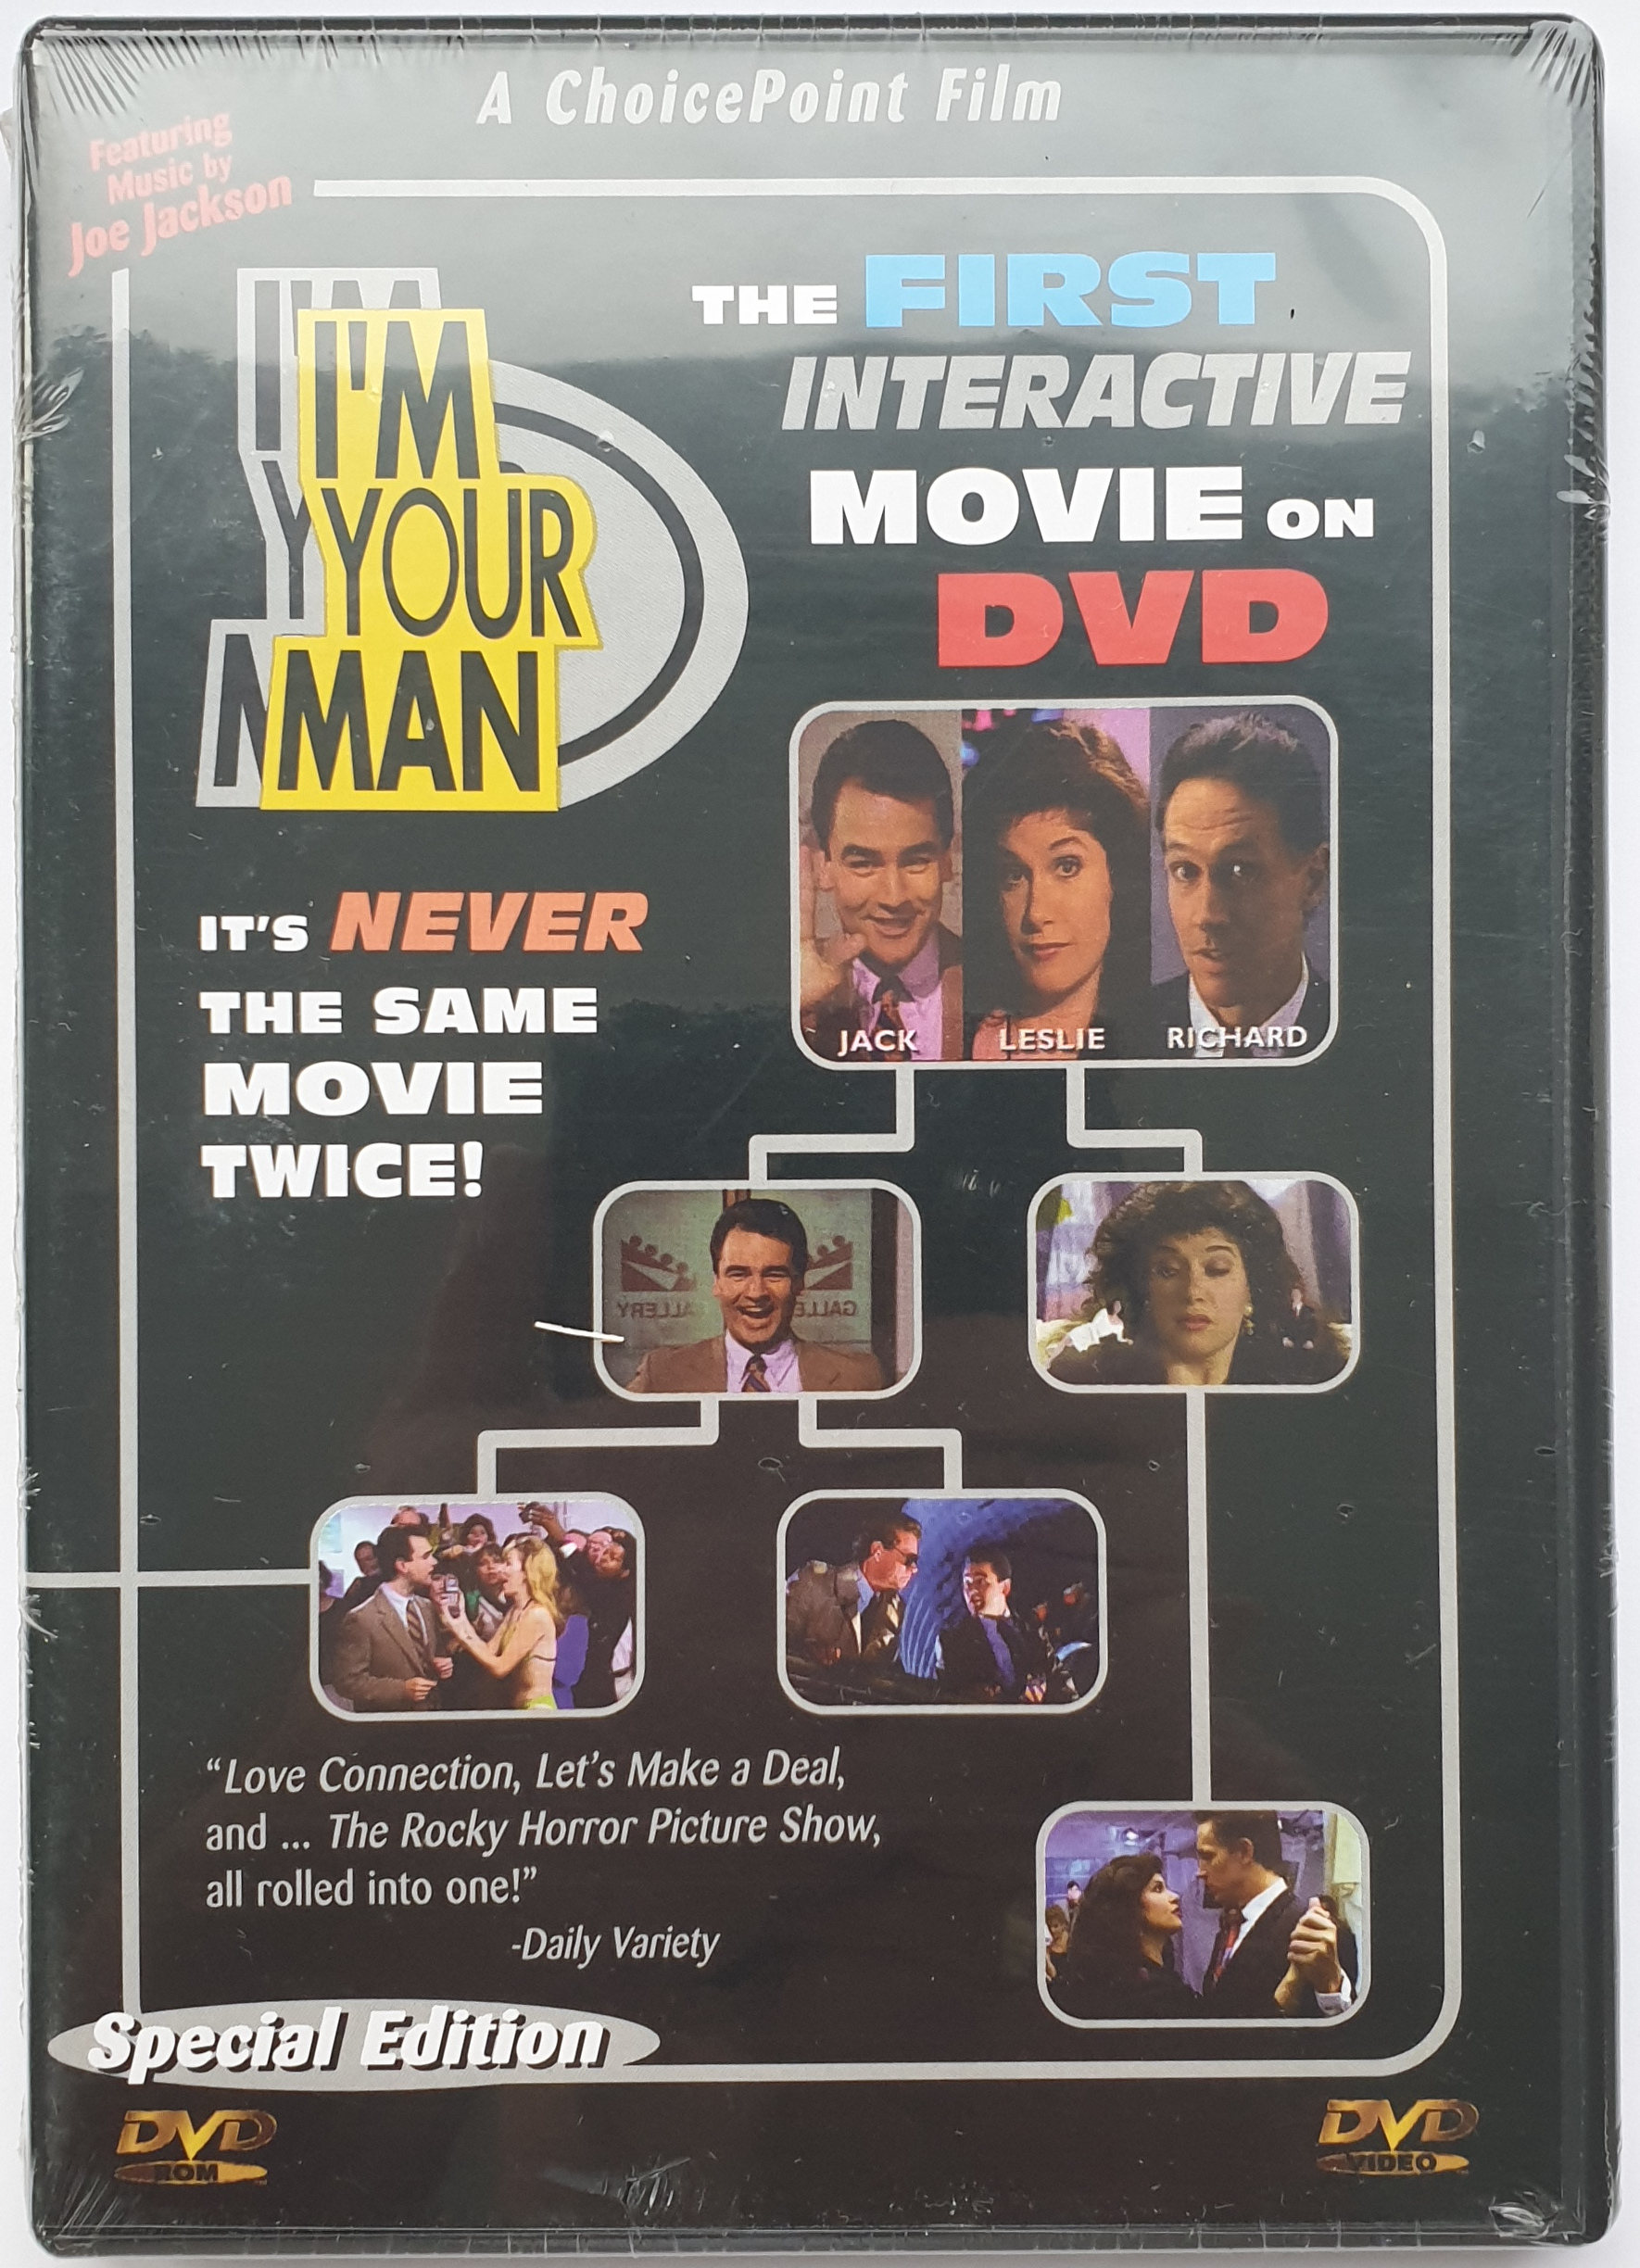 A ChoicePoint Film
Featuring
Music by
Joe Jackson
I'M
YOUR
MAN
THE FIRST
INTERACTIVE
MOVIE ON
DVD
IT'S NEVER
THE SAME
MOVIE
TWICE!
JACK LESLIE RICHARD
GALLERY
“Love Connection, Let's Make a Deal,
and ... The Rocky Horror Picture Show,
all rolled into one!”
-Daily Variety
Special Edition
DVD
ROM
DVD
VIDEO